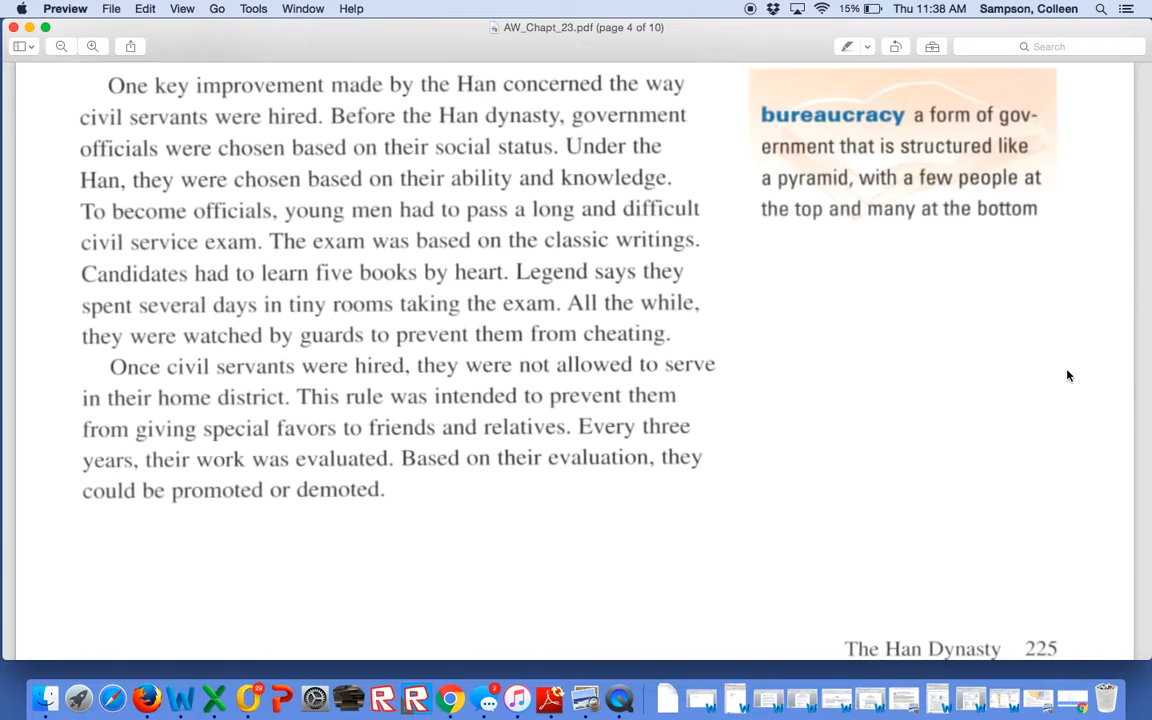 Preview File Edit View Go Tools Window Help 15% Thu 11:38 AM Sampson, Colleen
AW_Chapt_23.pdf (page 4 of 10)
Search
One key improvement made by the Han concerned the way
civil servants were hired. Before the Han dynasty, government
officials were chosen based on their social status. Under the
Han, they were chosen based on their ability and knowledge.
To become officials, young men had to pass a long and difficult
civil service exam. The exam was based on the classic writings.
Candidates had to learn five books by heart. Legend says they
spent several days in tiny rooms taking the exam. All the while,
they were watched by guards to prevent them from cheating.
Once civil servants were hired, they were not allowed to serve
in their home district. This rule was intended to prevent them
from giving special favors to friends and relatives. Every three
years, their work was evaluated. Based on their evaluation, they
could be promoted or demoted.
bureaucracy a form of gov-
ernment that is structured like
a pyramid, with a few people at
the top and many at the bottom
The Han Dynasty 225
29
2